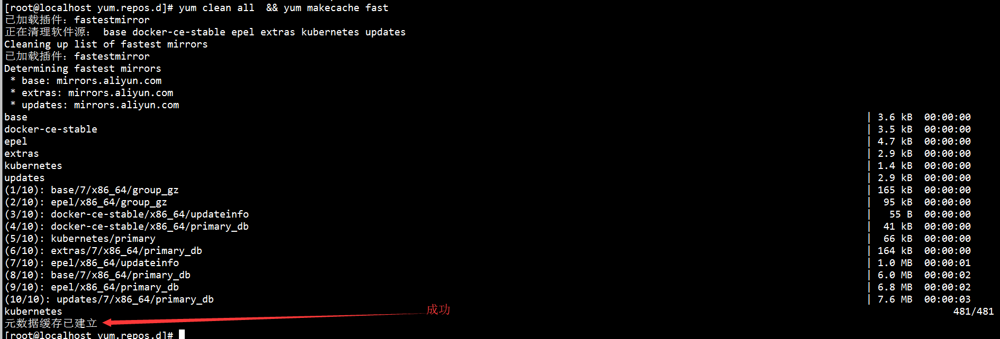 [root@localhost yum.repos.d]# yum clean all  && yum makecache fast
已加载插件：fastestmirror
正在清理软件源： base docker-ce-stable epel extras kubernetes updates
Cleaning up list of fastest mirrors
已加载插件：fastestmirror
Determining fastest mirrors
 * base: mirrors.aliyun.com
 * extras: mirrors.aliyun.com
 * updates: mirrors.aliyun.com
base | 3.6 kB  00:00:00
docker-ce-stable | 3.5 kB  00:00:00
epel | 4.7 kB  00:00:00
extras | 2.9 kB  00:00:00
kubernetes | 1.4 kB  00:00:00
updates | 2.9 kB  00:00:00
(1/10): base/7/x86_64/group_gz | 165 kB  00:00:00
(2/10): epel/x86_64/group_gz |  95 kB  00:00:00
(3/10): docker-ce-stable/x86_64/updateinfo |   55 B  00:00:00
(4/10): docker-ce-stable/x86_64/primary_db |  41 kB  00:00:00
(5/10): kubernetes/primary |  66 kB  00:00:00
(6/10): extras/7/x86_64/primary_db | 164 kB  00:00:00
(7/10): epel/x86_64/updateinfo | 1.0 MB  00:00:01
(8/10): base/7/x86_64/primary_db | 6.0 MB  00:00:02
(9/10): epel/x86_64/primary_db | 6.8 MB  00:00:02
(10/10): updates/7/x86_64/primary_db | 7.6 MB  00:00:03
kubernetes 481/481
元数据缓存已建立 成功
[root@localhost yum.repos.d]#